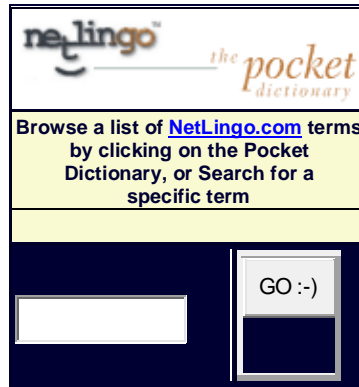 netlingo™
the pocket
dictionary
Browse a list of NetLingo.com terms
by clicking on the Pocket
Dictionary, or Search for a
specific term
GO :-)